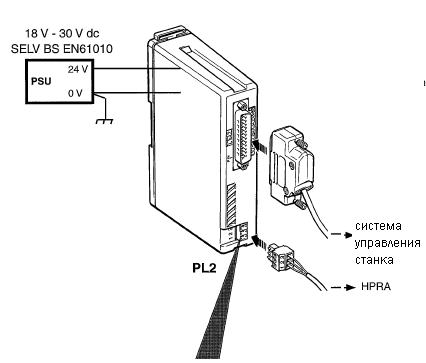 18 V - 30 V dc
SELV BS EN61010
24 V
PSU
0 V
система
управления
станка
PL2
HPRA